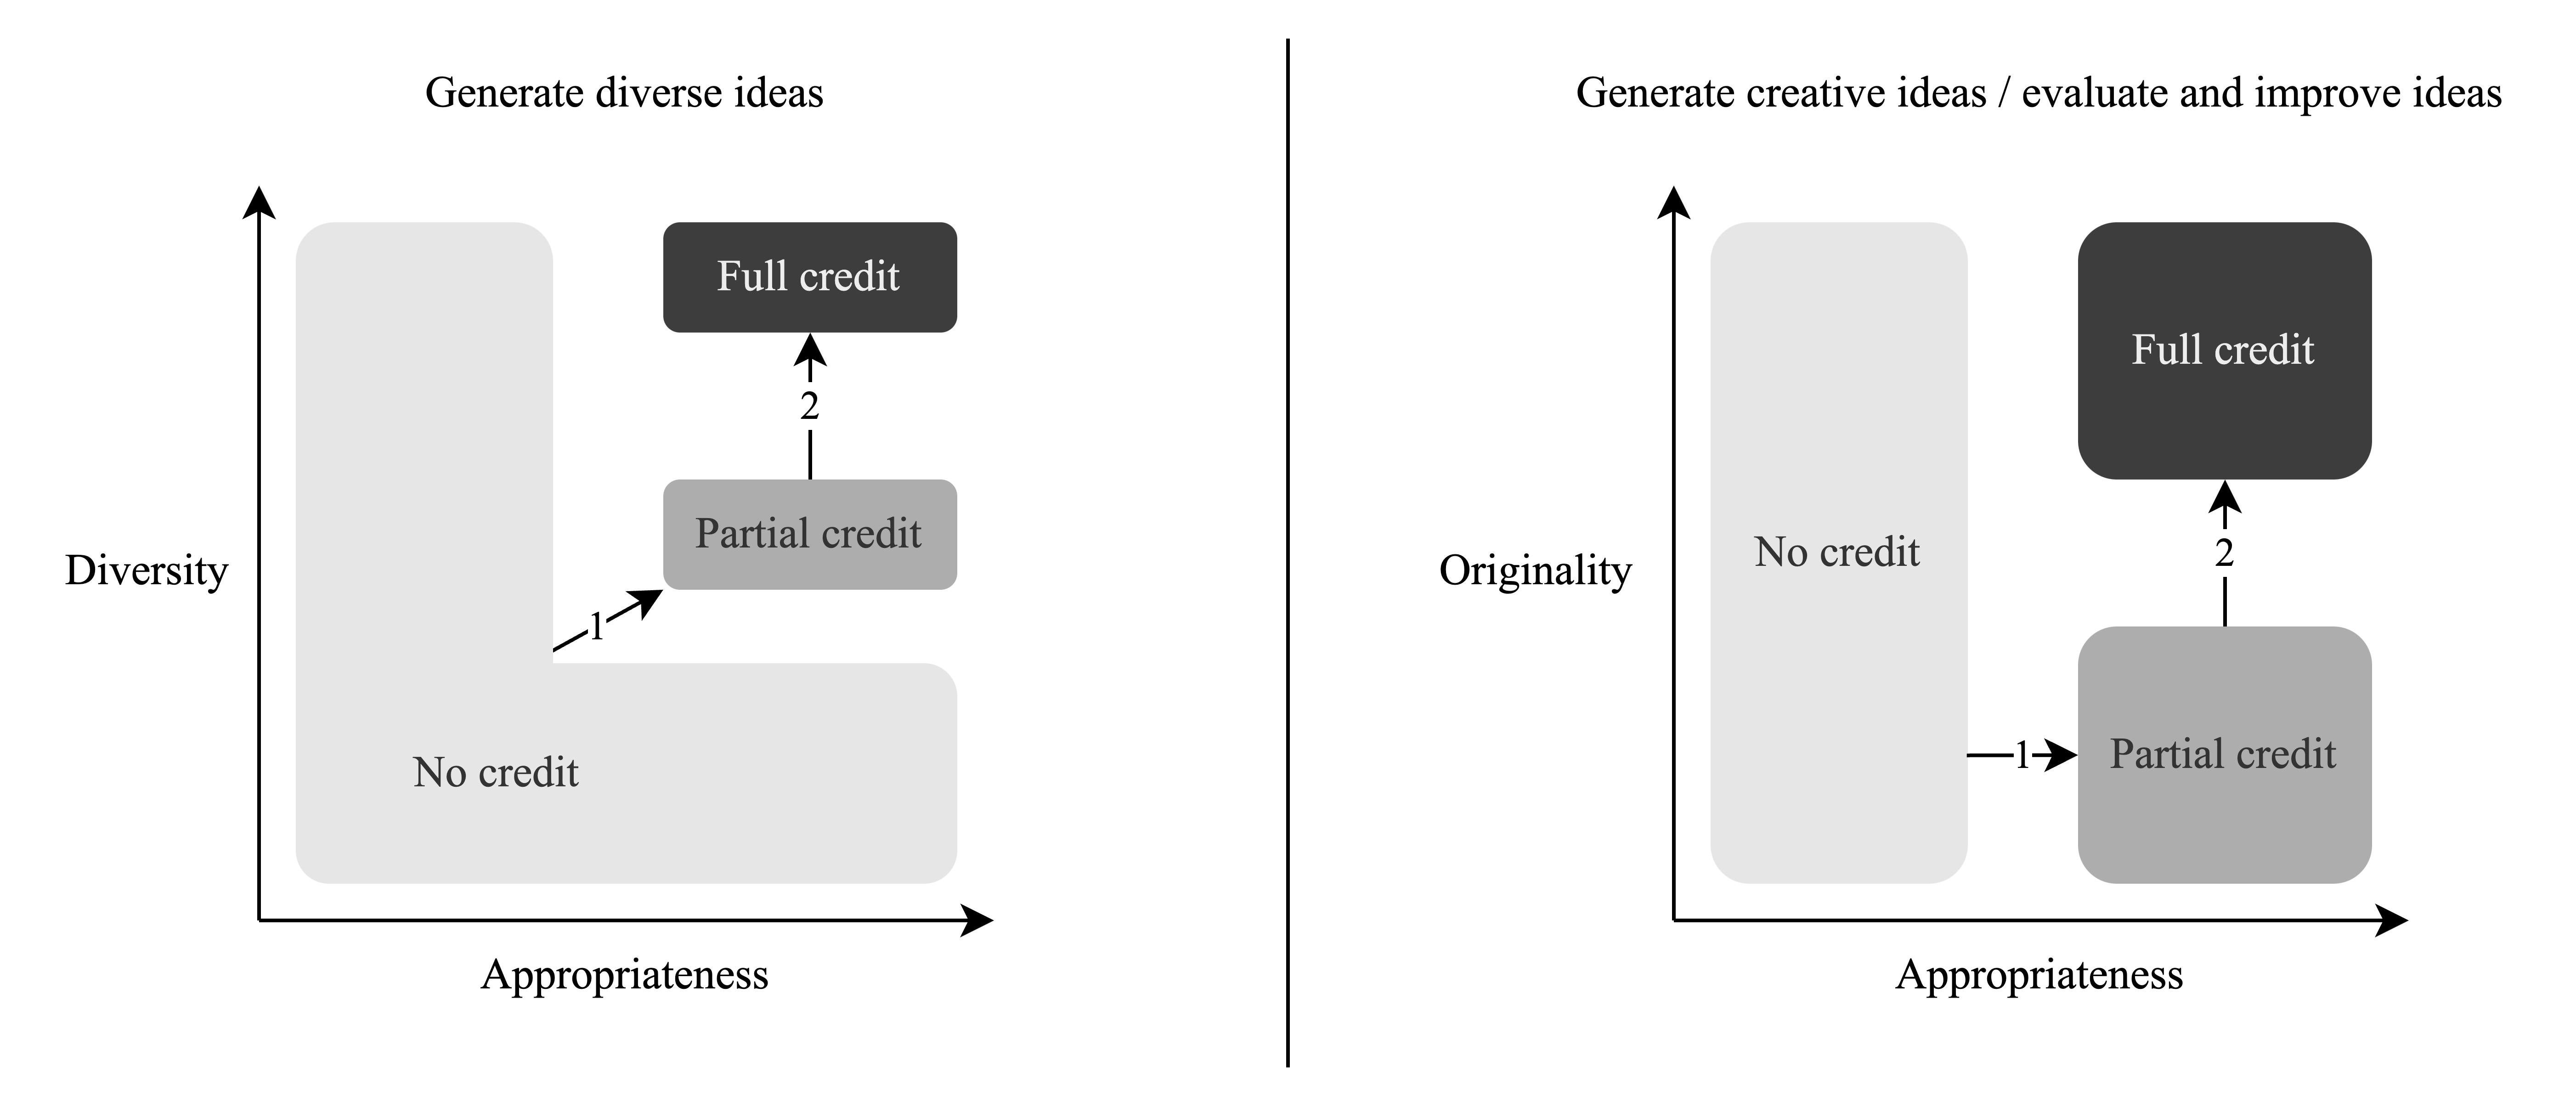 Generate diverse ideas
Full credit
2
Partial credit
Diversity
1
No credit
Appropriateness
Generate creative ideas / evaluate and improve ideas
Full credit
No credit
2
Originality
1
Partial credit
Appropriateness